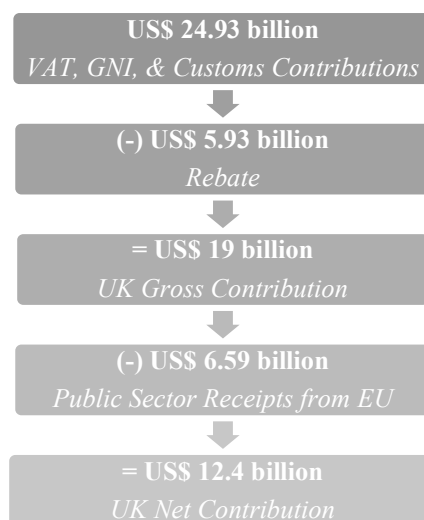 US$ 24.93 billion
VAT, GNI, & Customs Contributions
(-) US$ 5.93 billion
Rebate
= US$ 19 billion
UK Gross Contribution
(-) US$ 6.59 billion
Public Sector Receipts from EU
= US$ 12.4 billion
UK Net Contribution